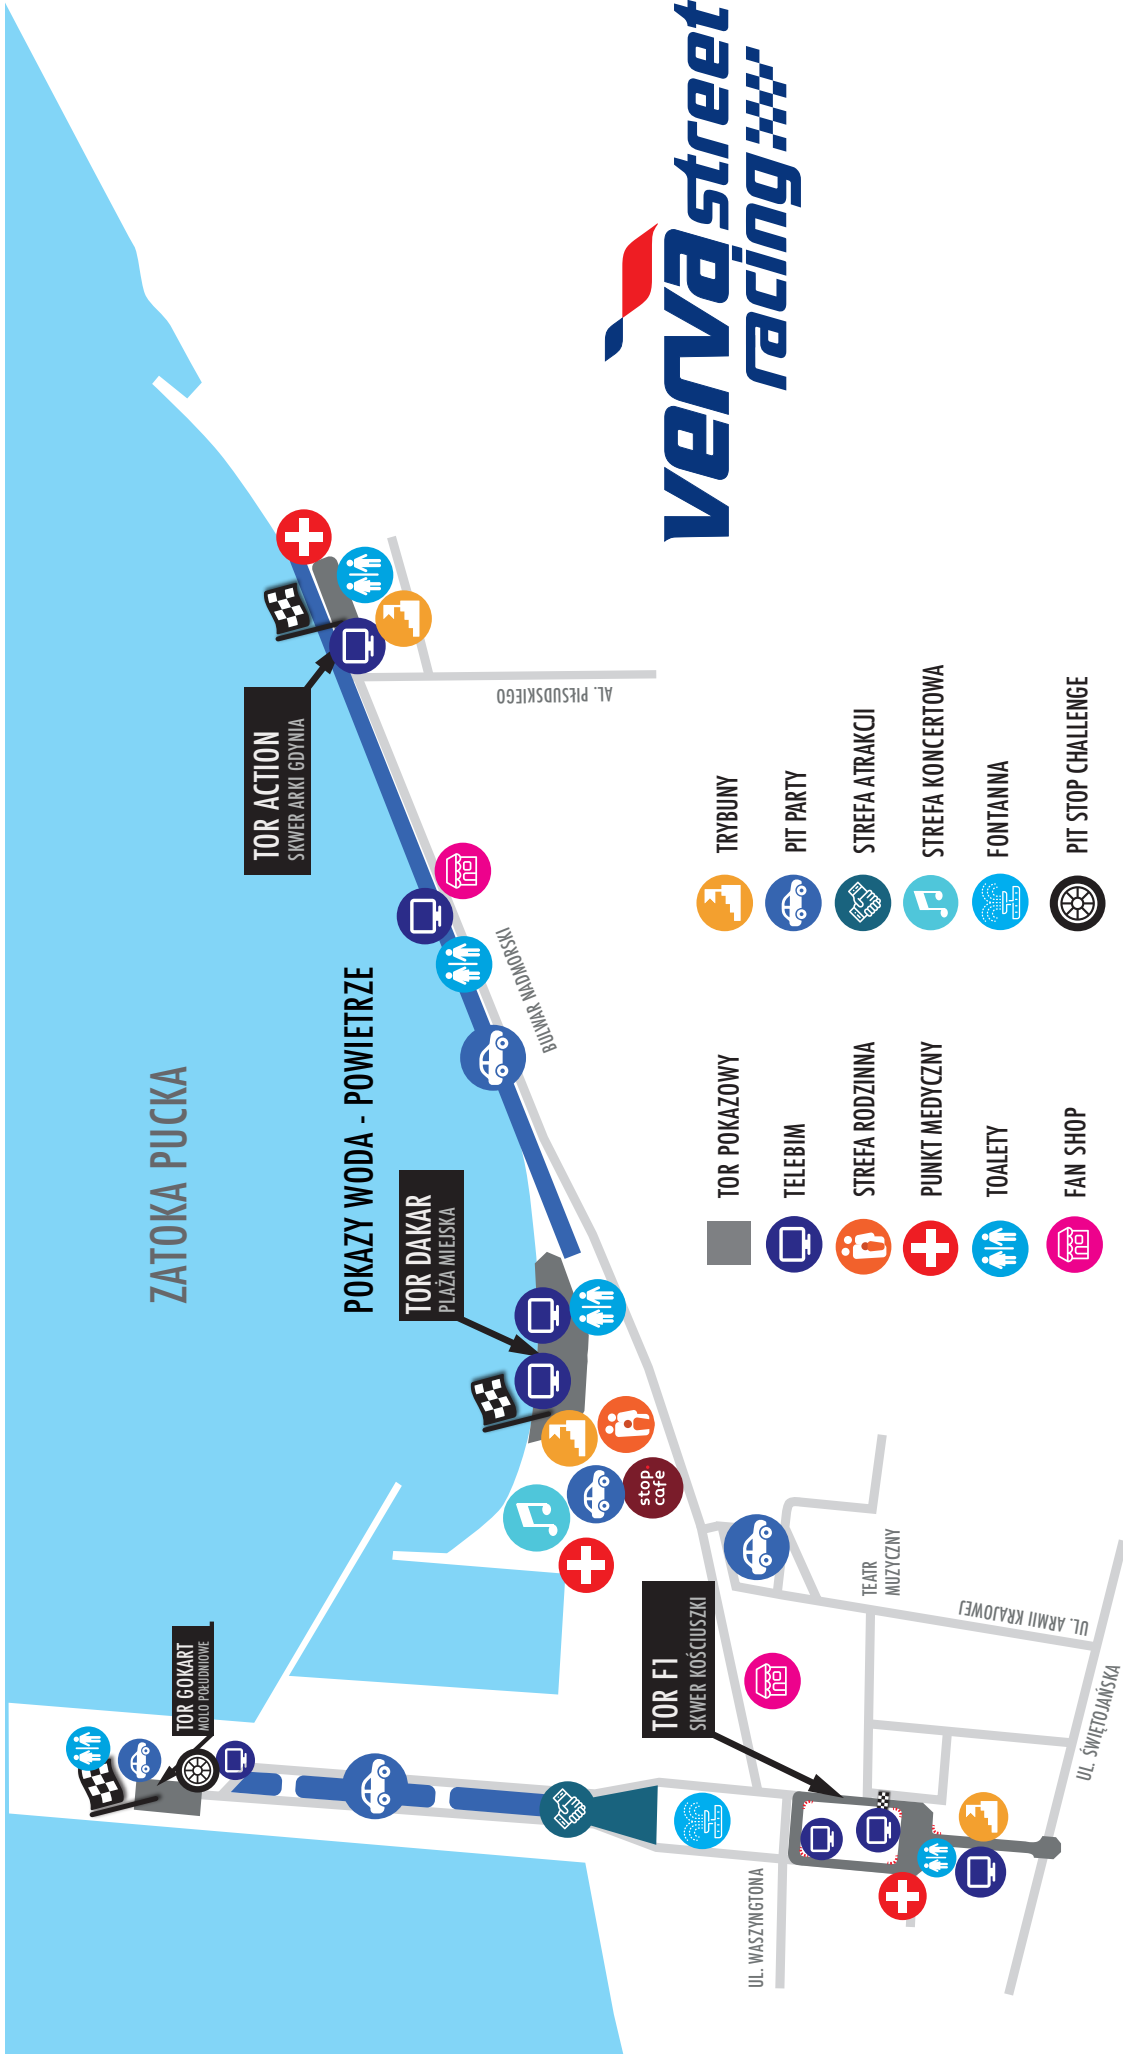 verva street
racing
ZATOKA PUCKA
POKAZY WODA - POWIETRZE
TOR GOKART
MOLO POŁUDNIOWE
TOR DAKAR
PLAŻA MIEJSKA
TOR ACTION
SKWER ARKI GDYNIA
TOR F1
SKWER KOŚCIUSZKI
stop.
cafe
BULWAR NADMORSKI
AL. PIŁSUDSKIEGO
UL. WASZYNGTONA
TEATR
MUZYCZNY
UL. ARMII KRAJOWEJ
UL. ŚWIĘTOJAŃSKA
TOR POKAZOWY
TELEBIM
STREFA RODZINNA
PUNKT MEDYCZNY
TOALETY
FAN SHOP
TRYBUNY
PIT PARTY
STREFA ATRAKCJI
STREFA KONCERTOWA
FONTANNA
PIT STOP CHALLENGE